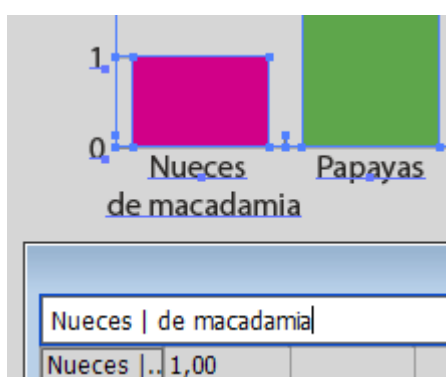 1
0
Nueces
de macadamia
Papayas
Nueces | de macadamia
Nueces |.. 1,00